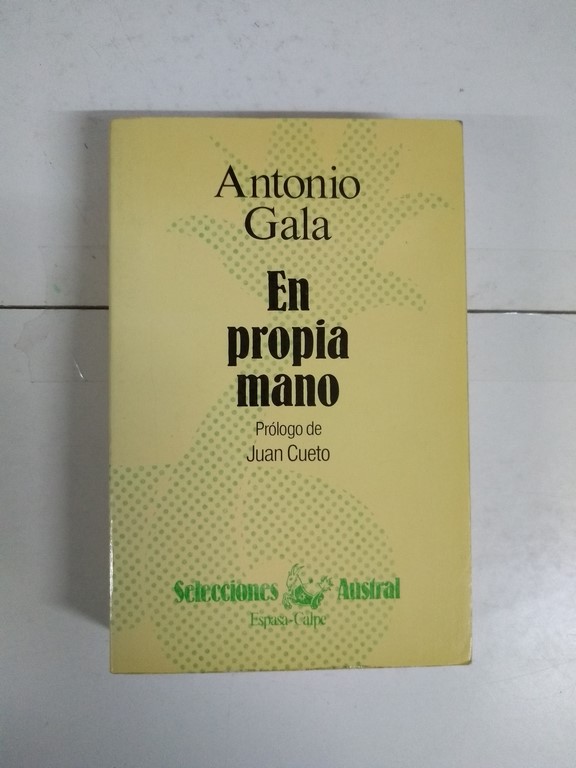 Antonio
Gala
En
propia
mano
Prólogo de
Juan Cueto
Selecciones Austral
Espasa-Calpe